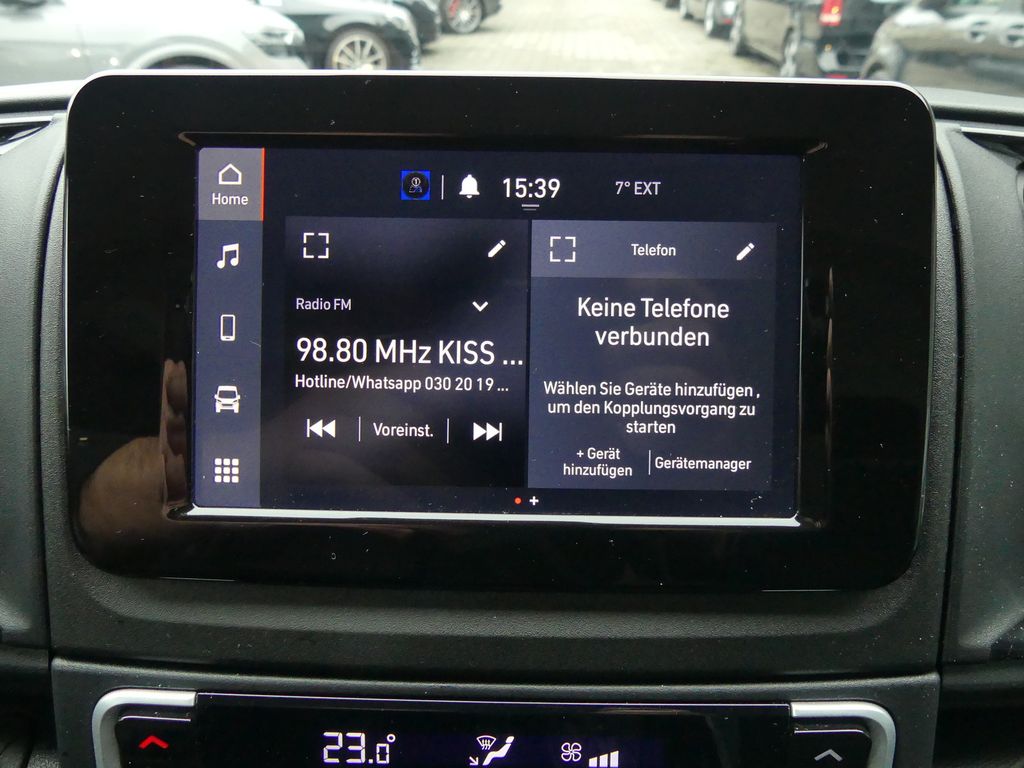 Home
15:39
7° EXT
Radio FM
98.80 MHz KISS ...
Hotline/Whatsapp 030 20 19 ...
Voreinst.
Telefon
Keine Telefone
verbunden
Wählen Sie Geräte hinzufügen ,
um den Kopplungsvorgang zu
starten
+ Gerät
hinzufügen
Gerätemanager
23.0°